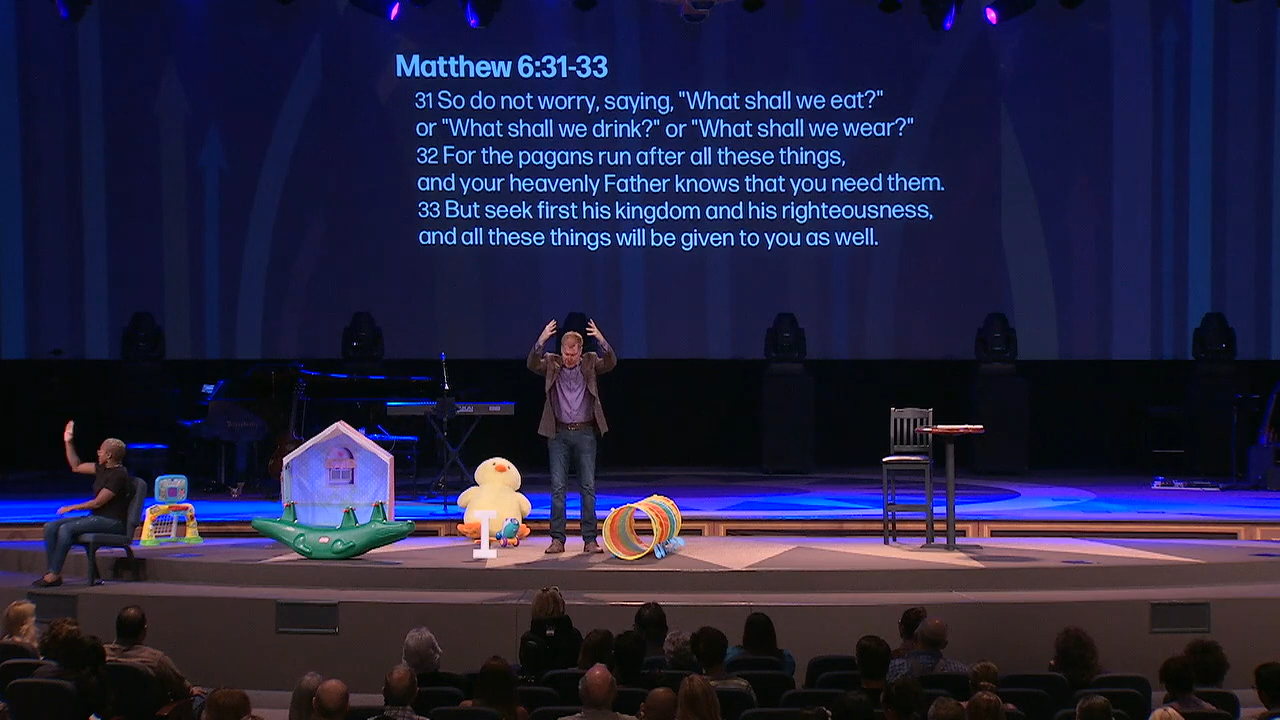 Matthew 6:31-33
31 So do not worry, saying, "What shall we eat?"
or "What shall we drink?" or "What shall we wear?"
32 For the pagans run after all these things,
and your heavenly Father knows that you need them.
33 But seek first his kingdom and his righteousness,
and all these things will be given to you as well.
I